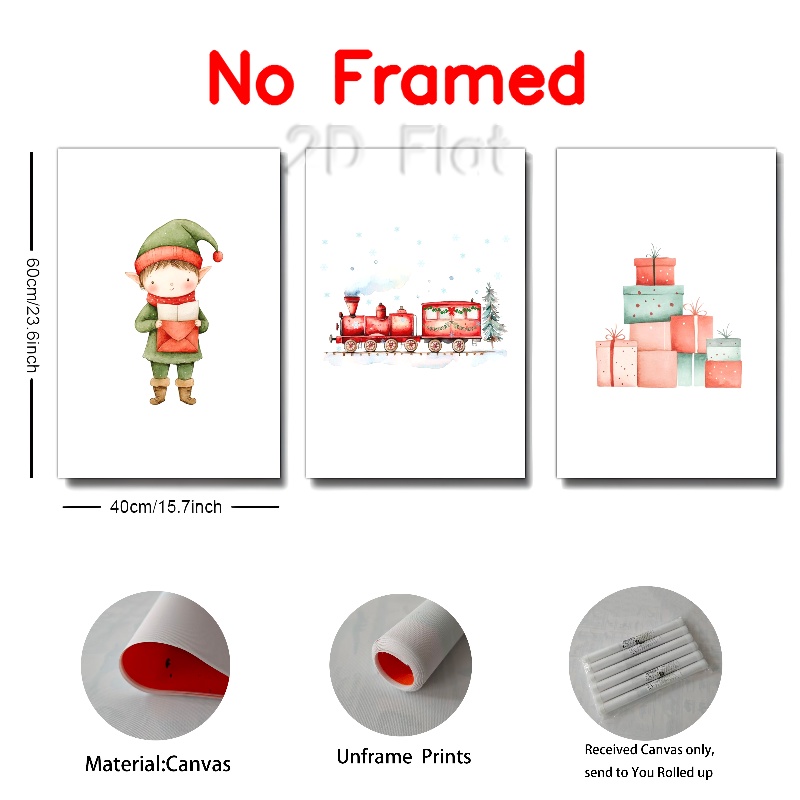 No Framed
2D Flat
60cm/23.6inch
40cm/15.7inch
Material:Canvas
Unframe Prints
Received Canvas only,
send to You Rolled up